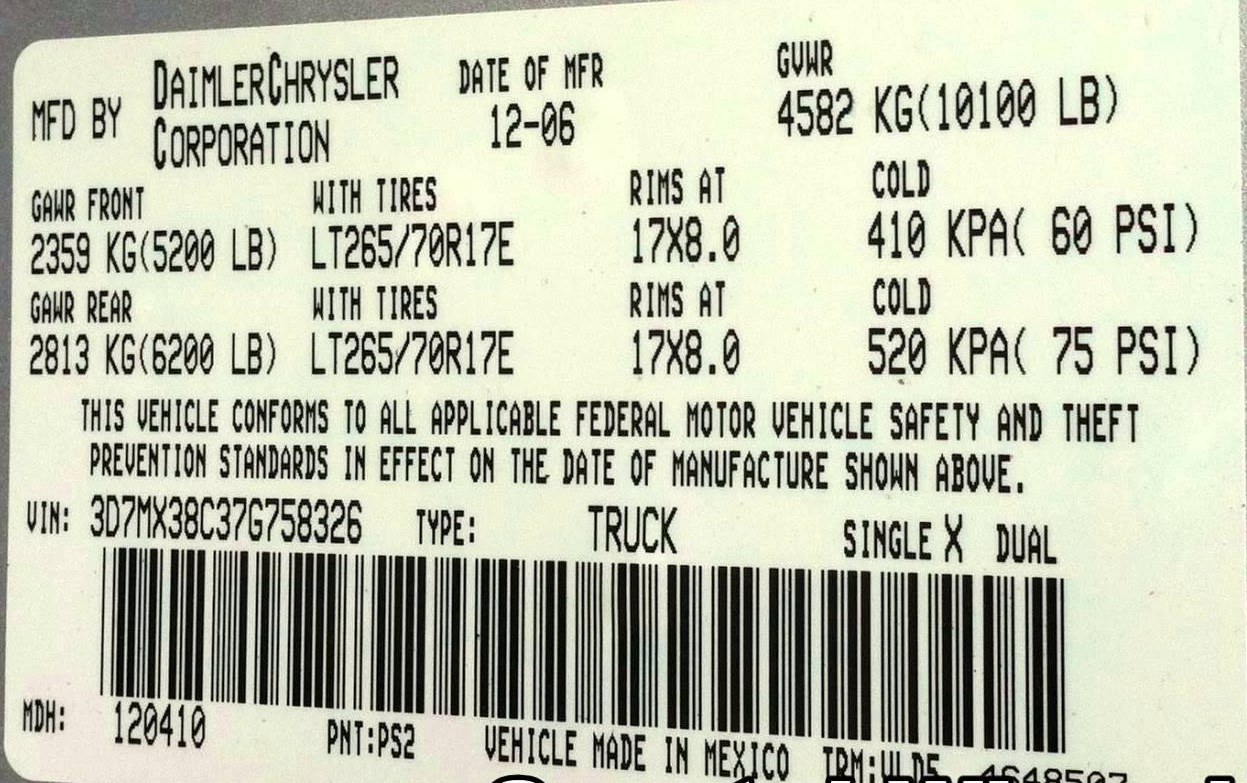 MFD BY DAIMLERCHRYSLER CORPORATION DATE OF MFR 12-06 GVWR 4582 KG(10100 LB)
GAWR FRONT WITH TIRES RIMS AT COLD
2359 KG(5200 LB) LT265/70R17E 17X8.0 410 KPA( 60 PSI)
GAWR REAR WITH TIRES RIMS AT COLD
2813 KG(6200 LB) LT265/70R17E 17X8.0 520 KPA( 75 PSI)
THIS VEHICLE CONFORMS TO ALL APPLICABLE FEDERAL MOTOR VEHICLE SAFETY AND THEFT
PREVENTION STANDARDS IN EFFECT ON THE DATE OF MANUFACTURE SHOWN ABOVE.
VIN: 3D7MX38C37G758326 TYPE: TRUCK SINGLE X DUAL
MDH: 120410 PNT:PS2 VEHICLE MADE IN MEXICO